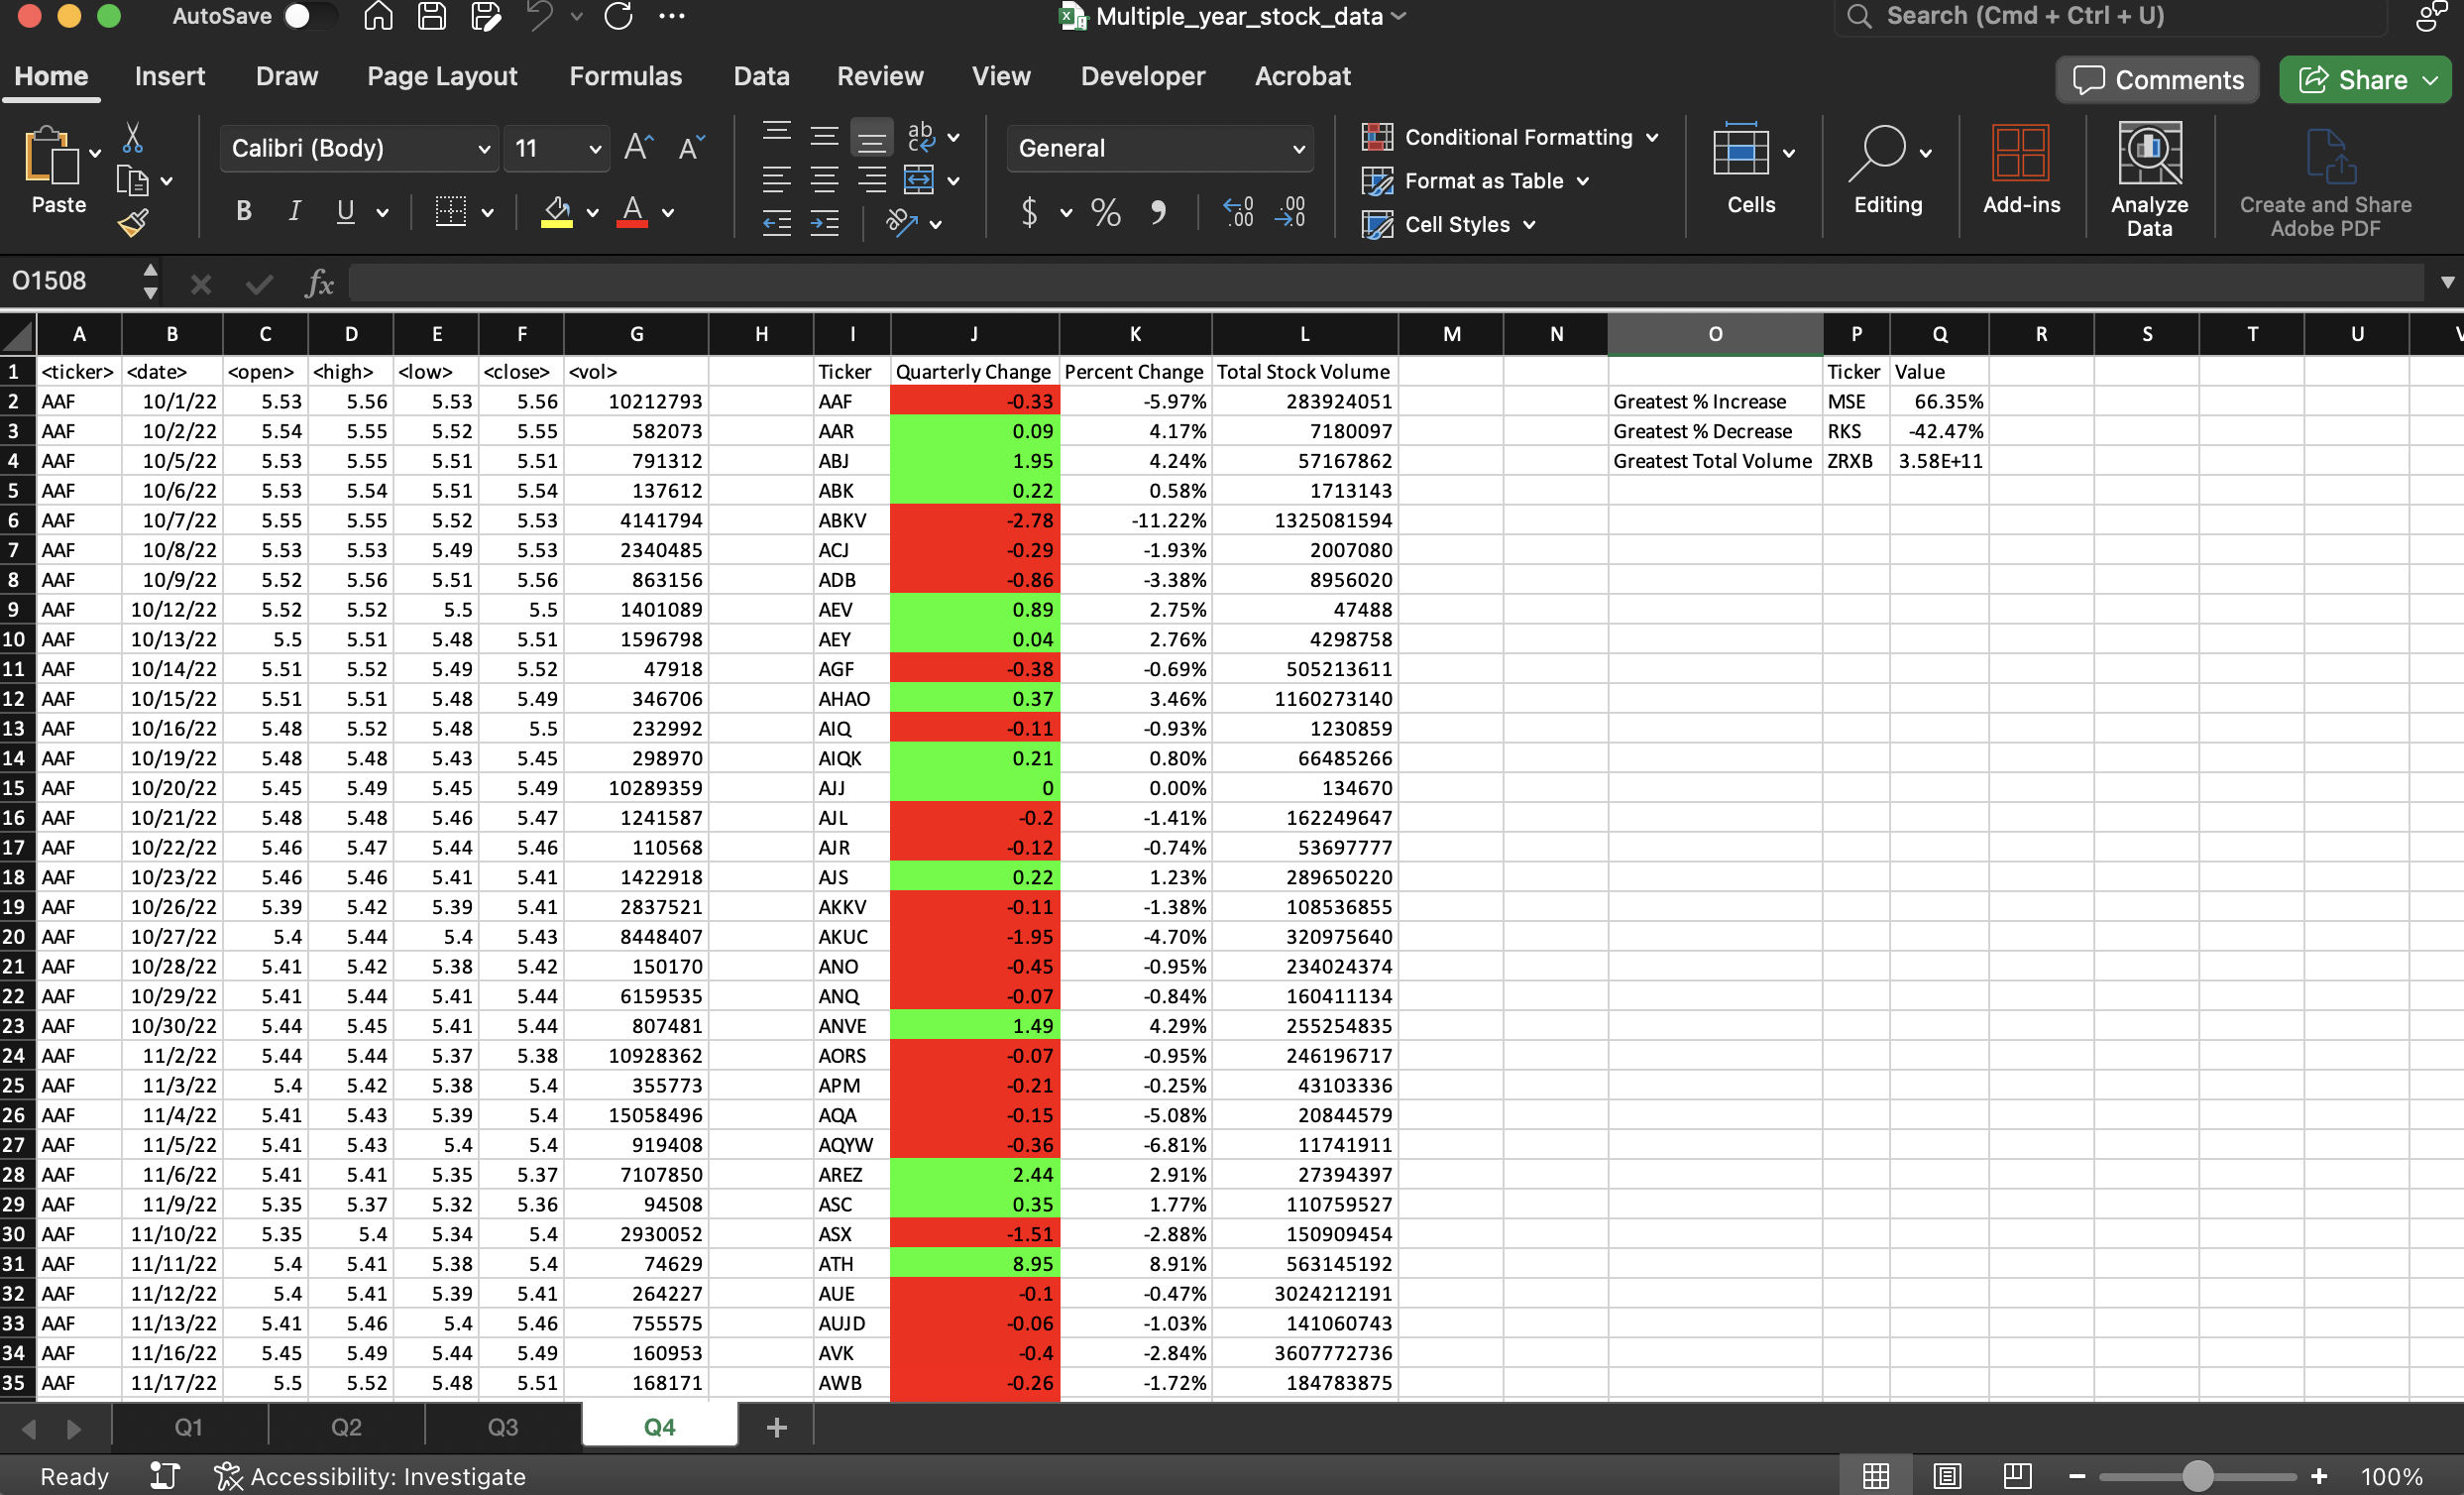 AutoSave
Multiple_year_stock_data
Search (Cmd + Ctrl + U)
Home Insert Draw Page Layout Formulas Data Review View Developer Acrobat
Comments Share
Paste
Calibri (Body) 11
B I U
General
$ % 9
Conditional Formatting
Format as Table
Cell Styles
Cells
Editing
Add-ins
Analyze Data
Create and Share Adobe PDF
O1508 fx
A B C D E F G H I J K L M N O P Q R S T U V
1 <ticker> <date> <open> <high> <low> <close> <vol> Ticker Quarterly Change Percent Change Total Stock Volume Ticker Value
2 AAF 10/1/22 5.53 5.56 5.53 5.56 10212793 AAF -0.33 -5.97% 283924051 Greatest % Increase MSE 66.35%
3 AAF 10/2/22 5.54 5.55 5.52 5.55 582073 AAR 0.09 4.17% 7180097 Greatest % Decrease RKS -42.47%
4 AAF 10/5/22 5.53 5.55 5.51 5.51 791312 ABJ 1.95 4.24% 57167862 Greatest Total Volume ZRXB 3.58E+11
5 AAF 10/6/22 5.53 5.54 5.51 5.54 137612 ABK 0.22 0.58% 1713143
6 AAF 10/7/22 5.55 5.55 5.52 5.53 4141794 ABKV -2.78 -11.22% 1325081594
7 AAF 10/8/22 5.53 5.53 5.49 5.53 2340485 ACJ -0.29 -1.93% 2007080
8 AAF 10/9/22 5.52 5.56 5.51 5.56 863156 ADB -0.86 -3.38% 8956020
9 AAF 10/12/22 5.52 5.52 5.5 5.5 1401089 AEV 0.89 2.75% 47488
10 AAF 10/13/22 5.5 5.51 5.48 5.51 1596798 AEY 0.04 2.76% 4298758
11 AAF 10/14/22 5.51 5.52 5.49 5.52 47918 AGF -0.38 -0.69% 505213611
12 AAF 10/15/22 5.51 5.51 5.48 5.49 346706 AHAO 0.37 3.46% 1160273140
13 AAF 10/16/22 5.48 5.52 5.48 5.5 232992 AIQ -0.11 -0.93% 1230859
14 AAF 10/19/22 5.48 5.48 5.43 5.45 298970 AIQK 0.21 0.80% 66485266
15 AAF 10/20/22 5.45 5.49 5.45 5.49 10289359 AJJ 0 0.00% 134670
16 AAF 10/21/22 5.48 5.48 5.46 5.47 1241587 AJL -0.2 -1.41% 162249647
17 AAF 10/22/22 5.46 5.47 5.44 5.46 110568 AJR -0.12 -0.74% 53697777
18 AAF 10/23/22 5.46 5.46 5.41 5.41 1422918 AJS 0.22 1.23% 289650220
19 AAF 10/26/22 5.39 5.42 5.39 5.41 2837521 AKKV -0.11 -1.38% 108536855
20 AAF 10/27/22 5.4 5.44 5.4 5.43 8448407 AKUC -1.95 -4.70% 320975640
21 AAF 10/28/22 5.41 5.42 5.38 5.42 150170 ANO -0.45 -0.95% 234024374
22 AAF 10/29/22 5.41 5.44 5.41 5.44 6159535 ANQ -0.07 -0.84% 160411134
23 AAF 10/30/22 5.44 5.45 5.41 5.44 807481 ANVE 1.49 4.29% 255254835
24 AAF 11/2/22 5.44 5.44 5.37 5.38 10928362 AORS -0.07 -0.95% 246196717
25 AAF 11/3/22 5.4 5.42 5.38 5.4 355773 APM -0.21 -0.25% 43103336
26 AAF 11/4/22 5.41 5.43 5.39 5.4 15058496 AQA -0.15 -5.08% 20844579
27 AAF 11/5/22 5.41 5.43 5.4 5.4 919408 AQYW -0.36 -6.81% 11741911
28 AAF 11/6/22 5.41 5.41 5.35 5.37 7107850 AREZ 2.44 2.91% 27394397
29 AAF 11/9/22 5.35 5.37 5.32 5.36 94508 ASC 0.35 1.77% 110759527
30 AAF 11/10/22 5.35 5.4 5.34 5.4 2930052 ASX -1.51 -2.88% 150909454
31 AAF 11/11/22 5.4 5.41 5.38 5.4 74629 ATH 8.95 8.91% 563145192
32 AAF 11/12/22 5.4 5.41 5.39 5.41 264227 AUE -0.1 -0.47% 3024212191
33 AAF 11/13/22 5.41 5.46 5.4 5.46 755575 AUJD -0.06 -1.03% 141060743
34 AAF 11/16/22 5.45 5.49 5.44 5.49 160953 AVK -0.4 -2.84% 3607772736
35 AAF 11/17/22 5.5 5.52 5.48 5.51 168171 AWB -0.26 -1.72% 184783875
Q1 Q2 Q3 Q4 +
Ready Accessibility: Investigate 100%